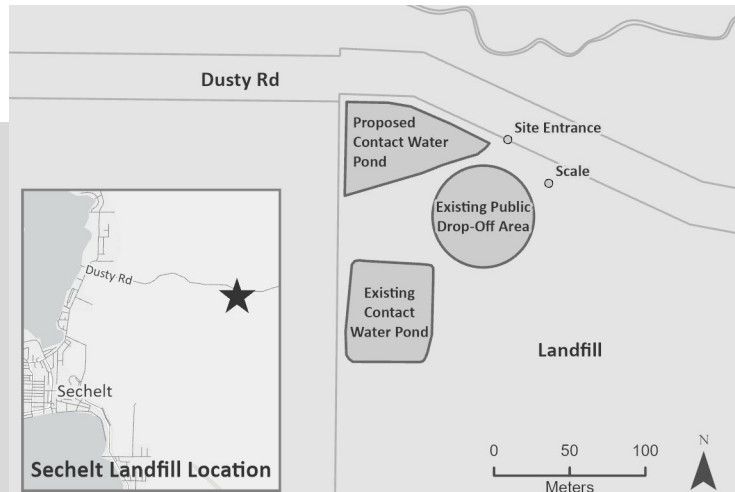 Dusty Rd
Proposed
Contact Water
Pond
Site Entrance
Scale
Existing Public
Drop-Off Area
Existing
Contact
Water Pond
Landfill
Dusty Rd
Sechelt
Sechelt Landfill Location
0 50 100
Meters
N